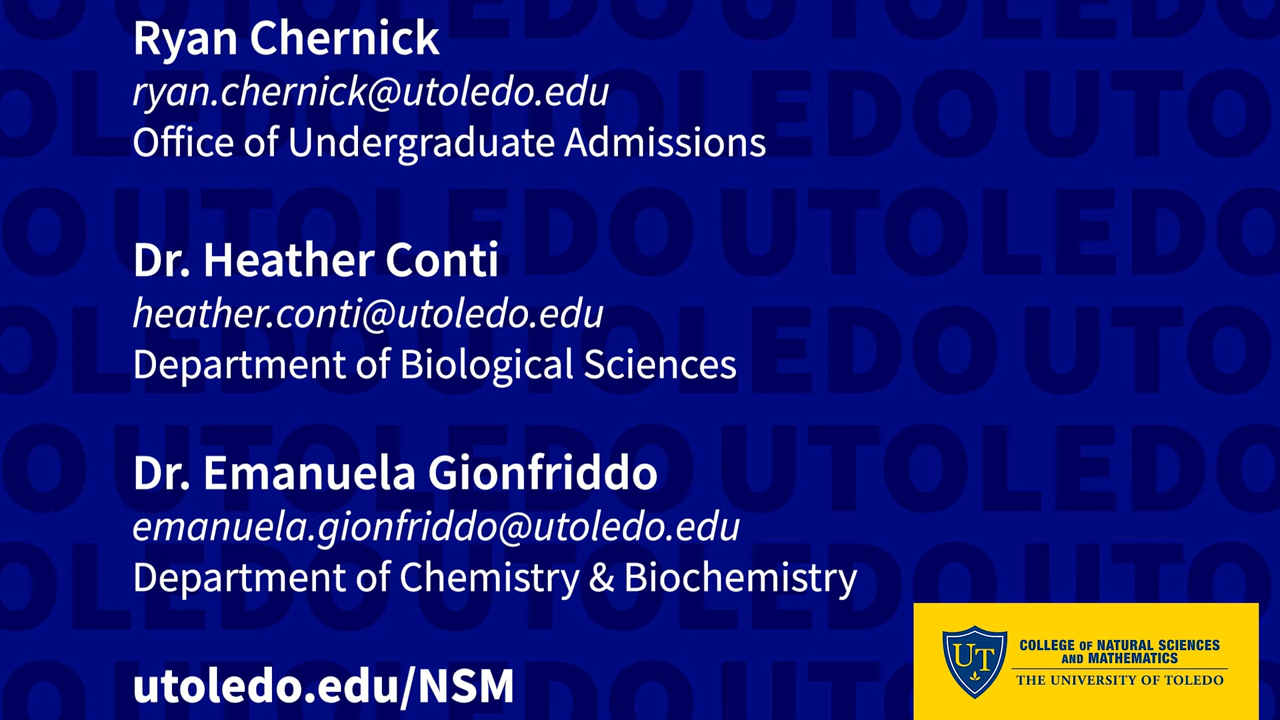 Ryan Chernick
ryan.chernick@utoledo.edu
Office of Undergraduate Admissions
Dr. Heather Conti
heather.conti@utoledo.edu
Department of Biological Sciences
Dr. Emanuela Gionfriddo
emanuela.gionfriddo@utoledo.edu
Department of Chemistry & Biochemistry
utoledo.edu/NSM
UT
COLLEGE OF NATURAL SCIENCES
AND MATHEMATICS
THE UNIVERSITY OF TOLEDO